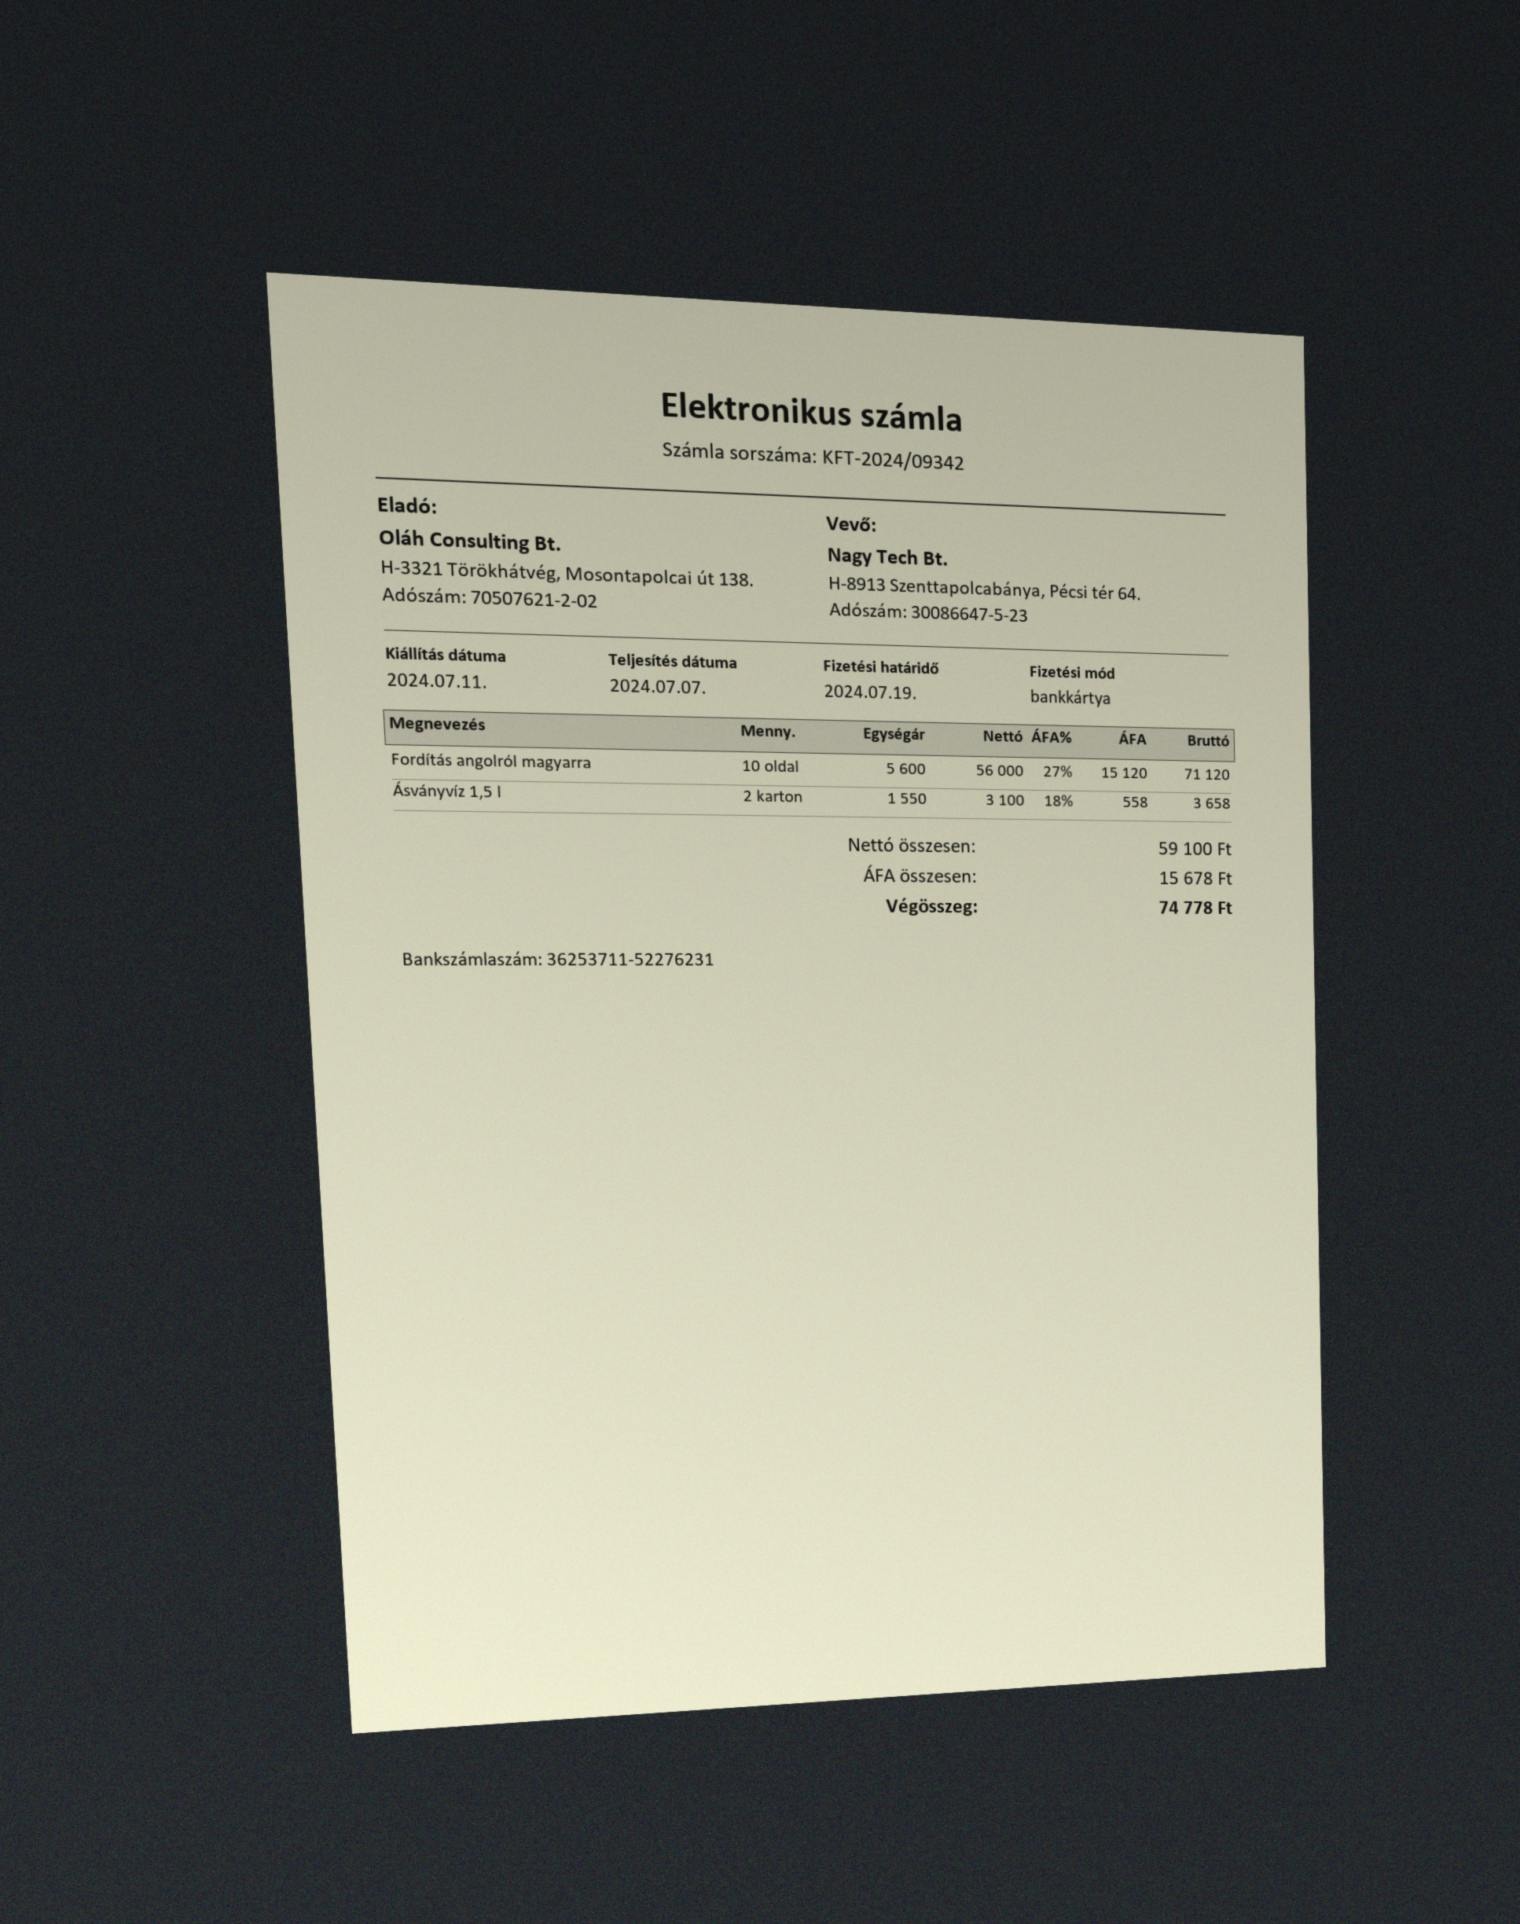 Elektronikus számla
Számla sorszáma: KFT-2024/09342
Eladó:
Oláh Consulting Bt.
H-3321 Törökhátvég, Mosontapolcai út 138.
Adószám: 70507621-2-02
Vevő:
Nagy Tech Bt.
H-8913 Szenttapolcabánya, Pécsi tér 64.
Adószám: 30086647-5-23
Kiállítás dátuma Teljesítés dátuma Fizetési határidő Fizetési mód
2024.07.11. 2024.07.07. 2024.07.19. bankkártya
Megnevezés Menny. Egységár Nettó ÁFA% ÁFA Bruttó
Fordítás angolról magyarra 10 oldal 5 600 56 000 27% 15 120 71 120
Ásványvíz 1,5 l 2 karton 1 550 3 100 18% 558 3 658
Nettó összesen: 59 100 Ft
ÁFA összesen: 15 678 Ft
Végösszeg: 74 778 Ft
Bankszámlaszám: 36253711-52276231